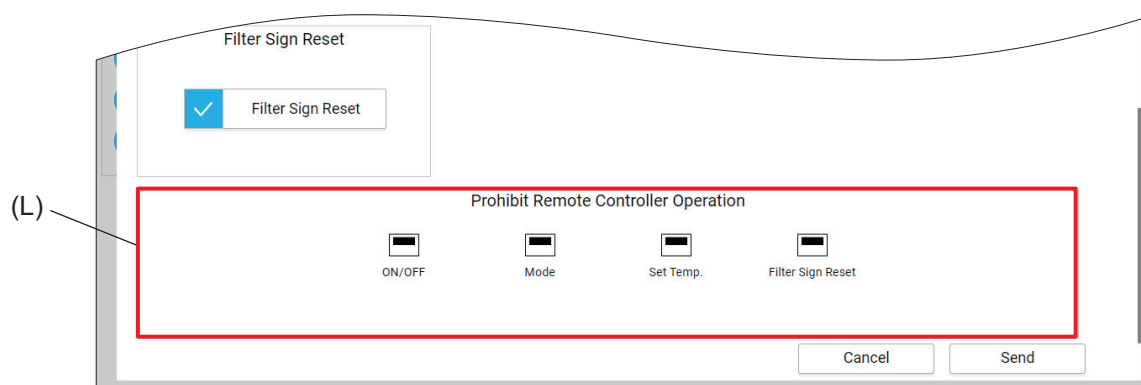 Filter Sign Reset
Filter Sign Reset
(L)
Prohibit Remote Controller Operation
ON/OFF Mode Set Temp. Filter Sign Reset
Cancel Send